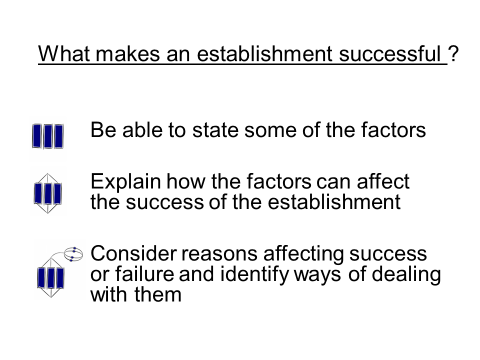 What makes an establishment successful ?
Be able to state some of the factors
Explain how the factors can affect
the success of the establishment
Consider reasons affecting success
or failure and identify ways of dealing
with them